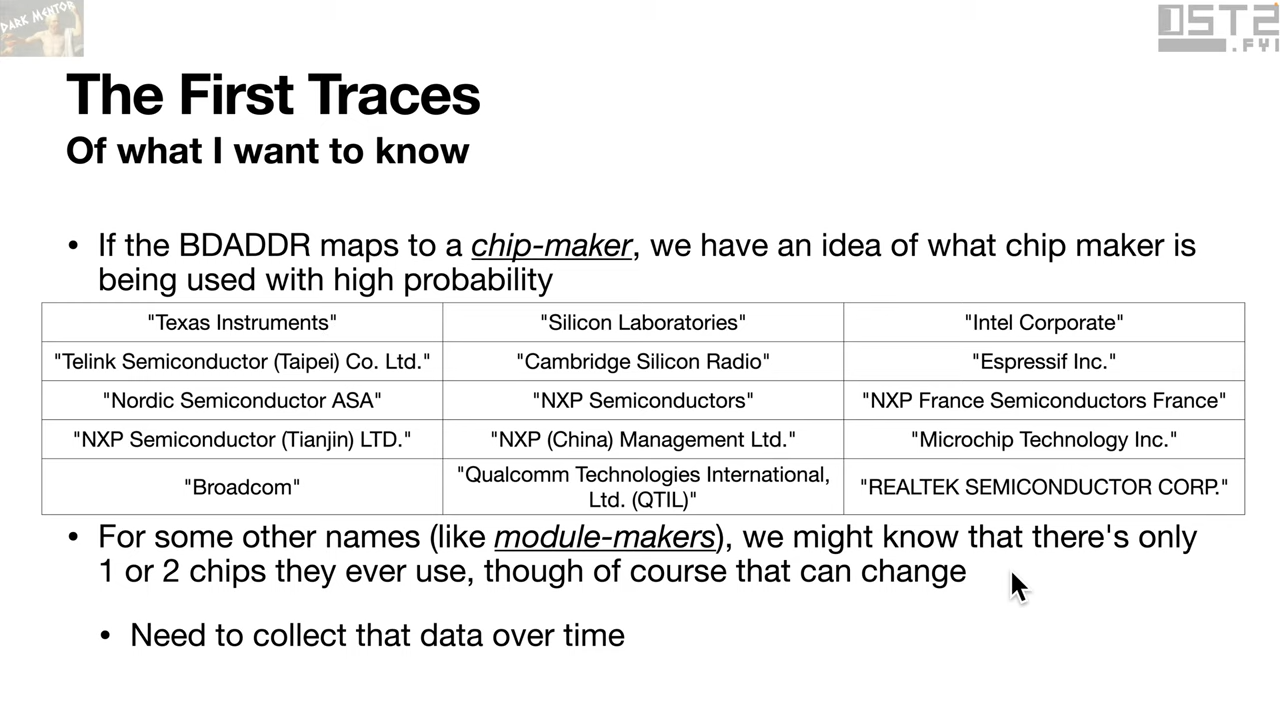 DARK MENTOR
OST2
.FYI
The First Traces
Of what I want to know
• If the BDADDR maps to a chip-maker, we have an idea of what chip maker is
being used with high probability
"Texas Instruments" "Silicon Laboratories" "Intel Corporate"
"Telink Semiconductor (Taipei) Co. Ltd." "Cambridge Silicon Radio" "Espressif Inc."
"Nordic Semiconductor ASA" "NXP Semiconductors" "NXP France Semiconductors France"
"NXP Semiconductor (Tianjin) LTD." "NXP (China) Management Ltd." "Microchip Technology Inc."
"Broadcom" "Qualcomm Technologies International,
Ltd. (QTIL)" "REALTEK SEMICONDUCTOR CORP."
• For some other names (like module-makers), we might know that there's only
1 or 2 chips they ever use, though of course that can change
• Need to collect that data over time